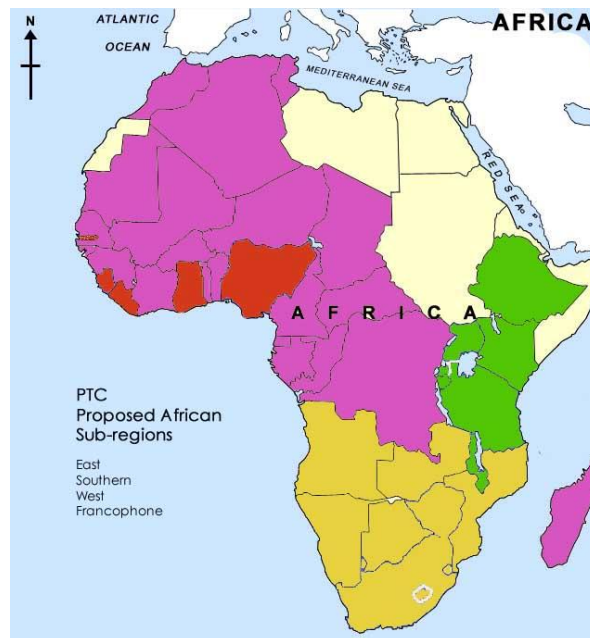 AFRICA
N
ATLANTIC
OCEAN
MEDITERRANEAN SEA
RED SEA
A F R I C A
PTC
Proposed African
Sub-regions
East
Southern
West
Francophone